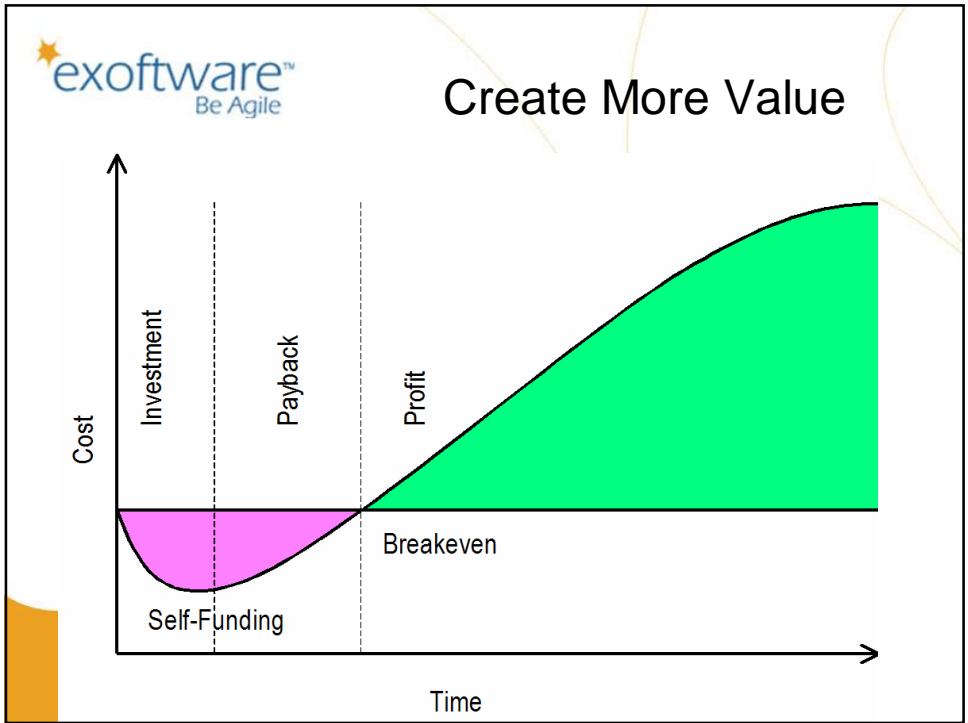 exoftware™
Be Agile
Create More Value
Cost
Investment
Payback
Profit
Breakeven
Self-Funding
Time